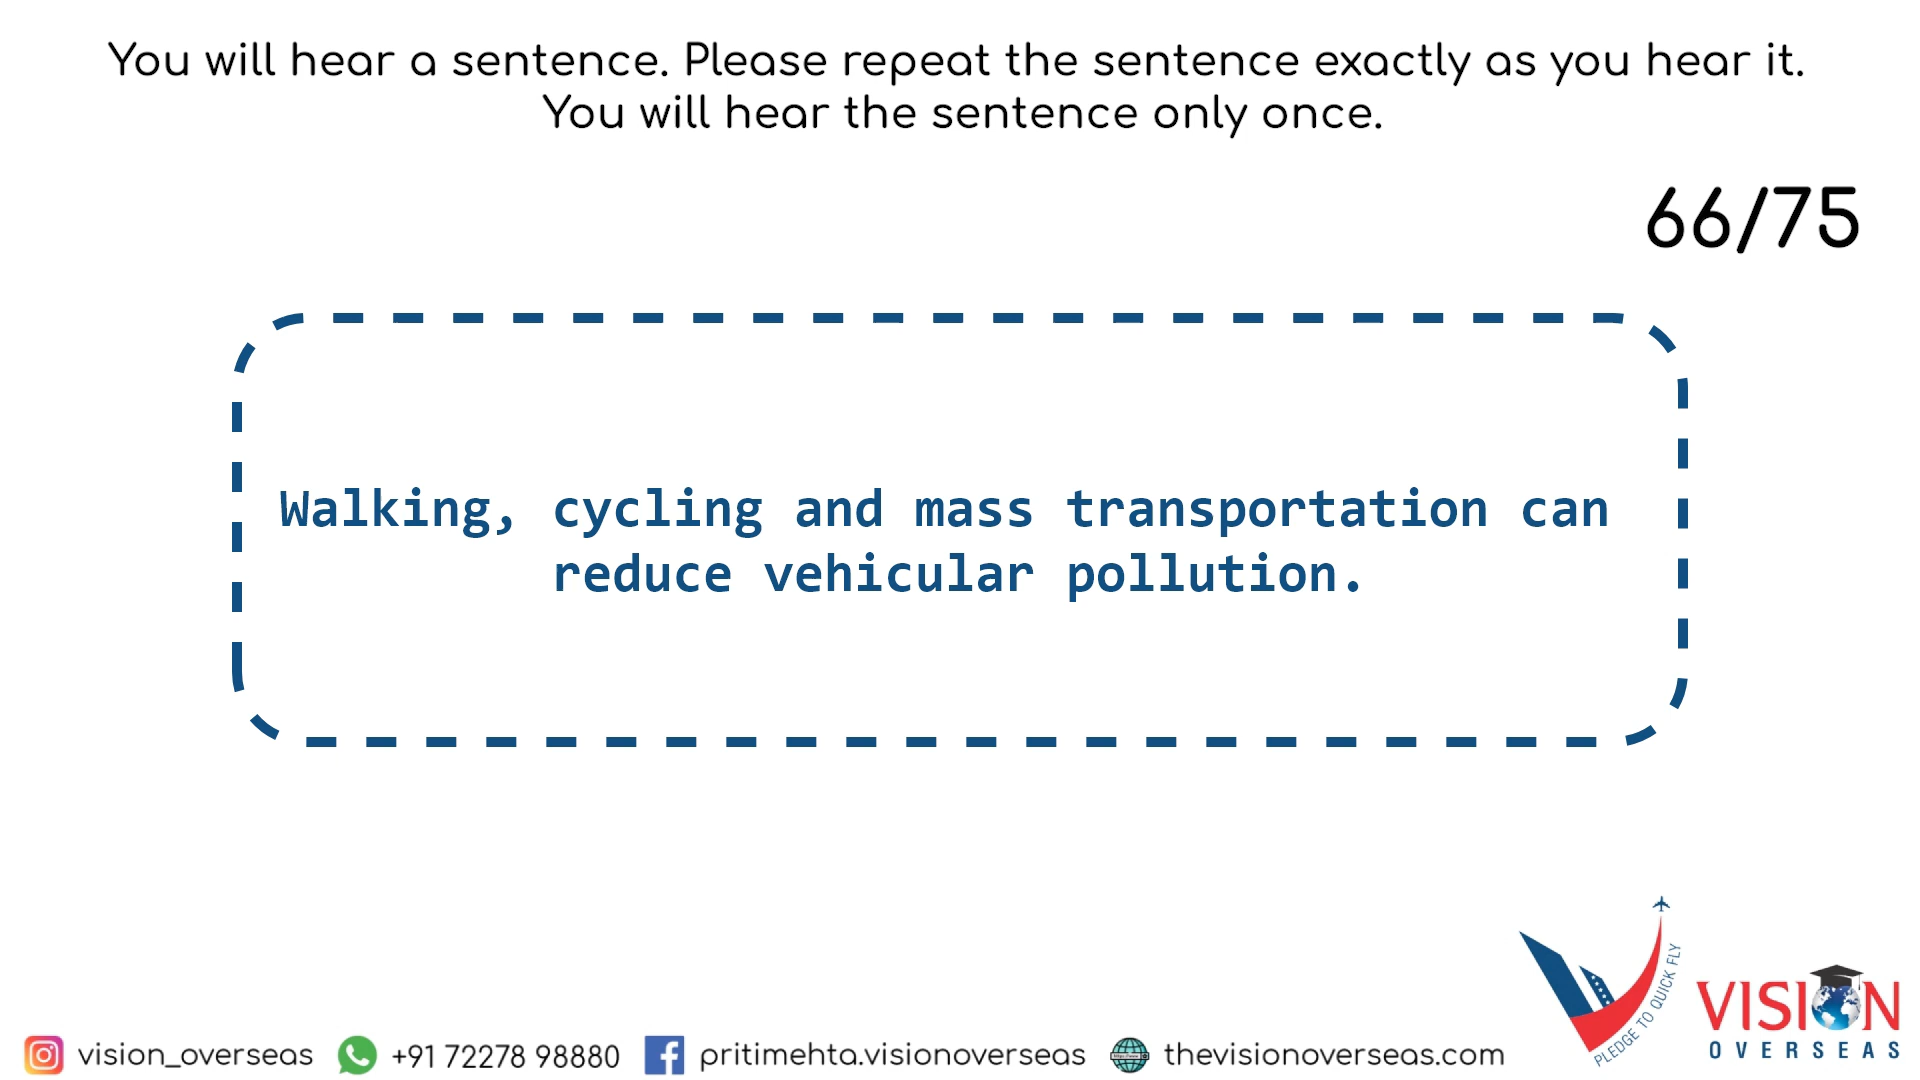 You will hear a sentence. Please repeat the sentence exactly as you hear it.
You will hear the sentence only once.
66/75
Walking, cycling and mass transportation can
reduce vehicular pollution.
PLEDGE TO QUICK FLY
VISION
OVERSEAS
vision_overseas
+91 72278 98880
pritimehta.visionoverseas
thevisionoverseas.com